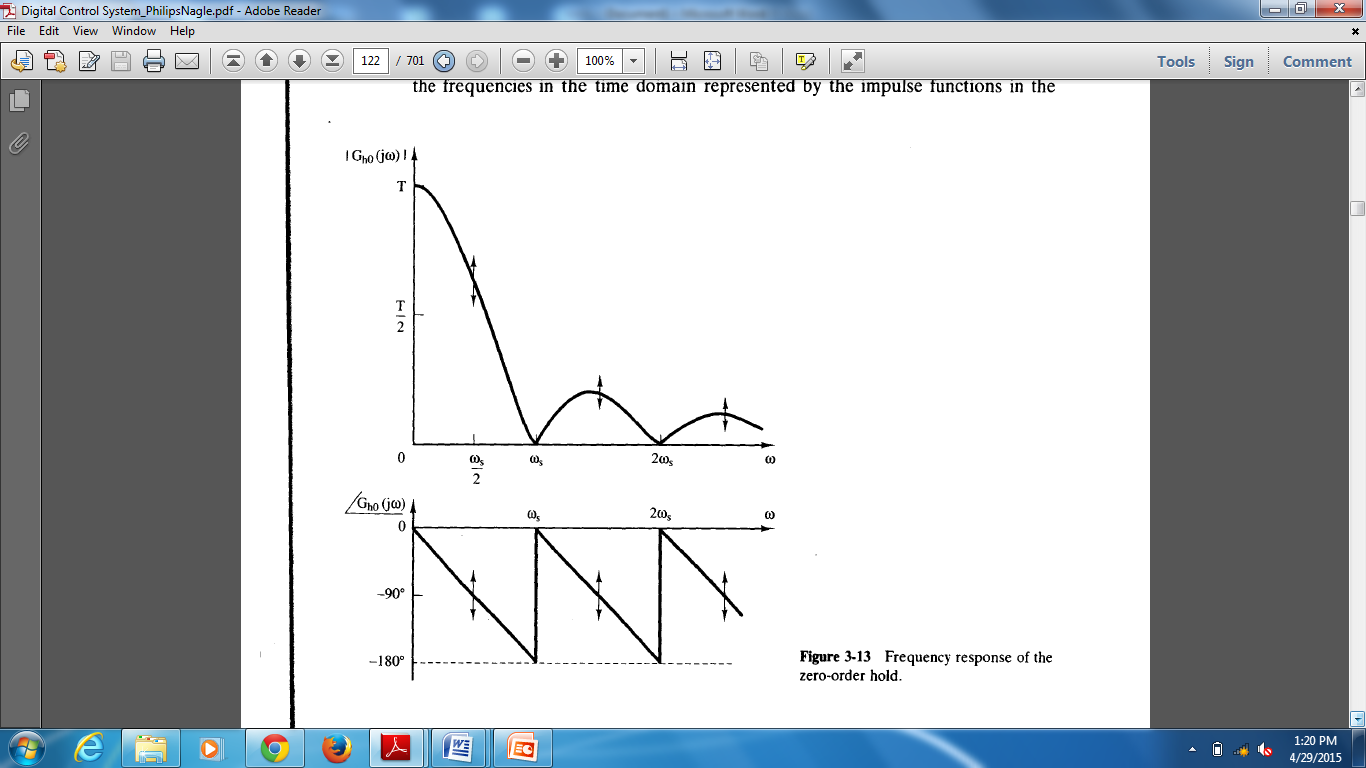 Digital Control System_PhilipsNagle.pdf - Adobe Reader
File Edit View Window Help
122 / 701 100% Tools Sign Comment
the frequencies in the time domain represented by the impulse functions in the
|Gh0(jω)|
T
T
2
0 ωs ωs 2ωs ω
2
∠Gh0(jω)
0 ωs 2ωs ω
−90°
−180°
Figure 3-13 Frequency response of the
zero-order hold.
1:20 PM
4/29/2015